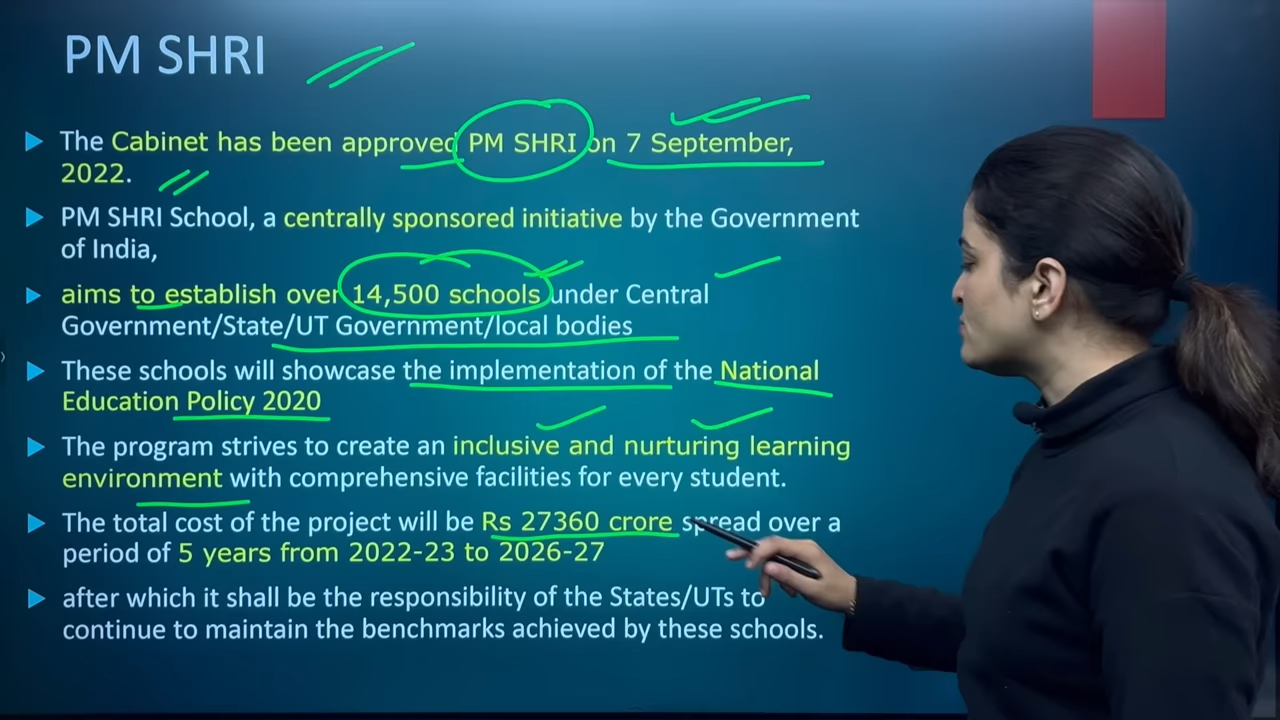 PM SHRI
The Cabinet has been approved PM SHRI on 7 September,
2022.
PM SHRI School, a centrally sponsored initiative by the Government
of India,
aims to establish over 14,500 schools under Central
Government/State/UT Government/local bodies
These schools will showcase the implementation of the National
Education Policy 2020
The program strives to create an inclusive and nurturing learning
environment with comprehensive facilities for every student.
The total cost of the project will be Rs 27360 crore spread over a
period of 5 years from 2022-23 to 2026-27
after which it shall be the responsibility of the States/UTs to
continue to maintain the benchmarks achieved by these schools.